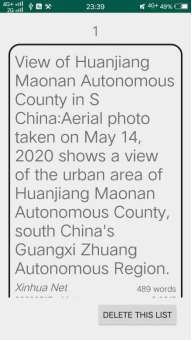 4G+
2G
23:39
4G+ 49%
1
View of Huanjiang
Maonan Autonomous
County in S
China:Aerial photo
taken on May 14,
2020 shows a view
of the urban area of
Huanjiang Maonan
Autonomous County,
south China's
Guangxi Zhuang
Autonomous Region.
Xinhua Net
489 words
DELETE THIS LIST